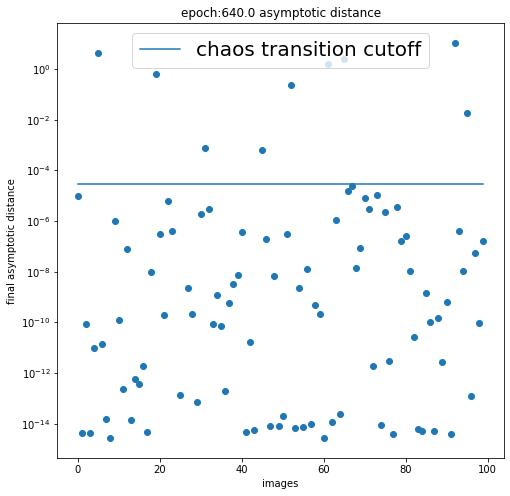 epoch:640.0 asymptotic distance
chaos transition cutoff
final asymptotic distance
10^0
10^-2
10^-4
10^-6
10^-8
10^-10
10^-12
10^-14
0 20 40 60 80 100
images